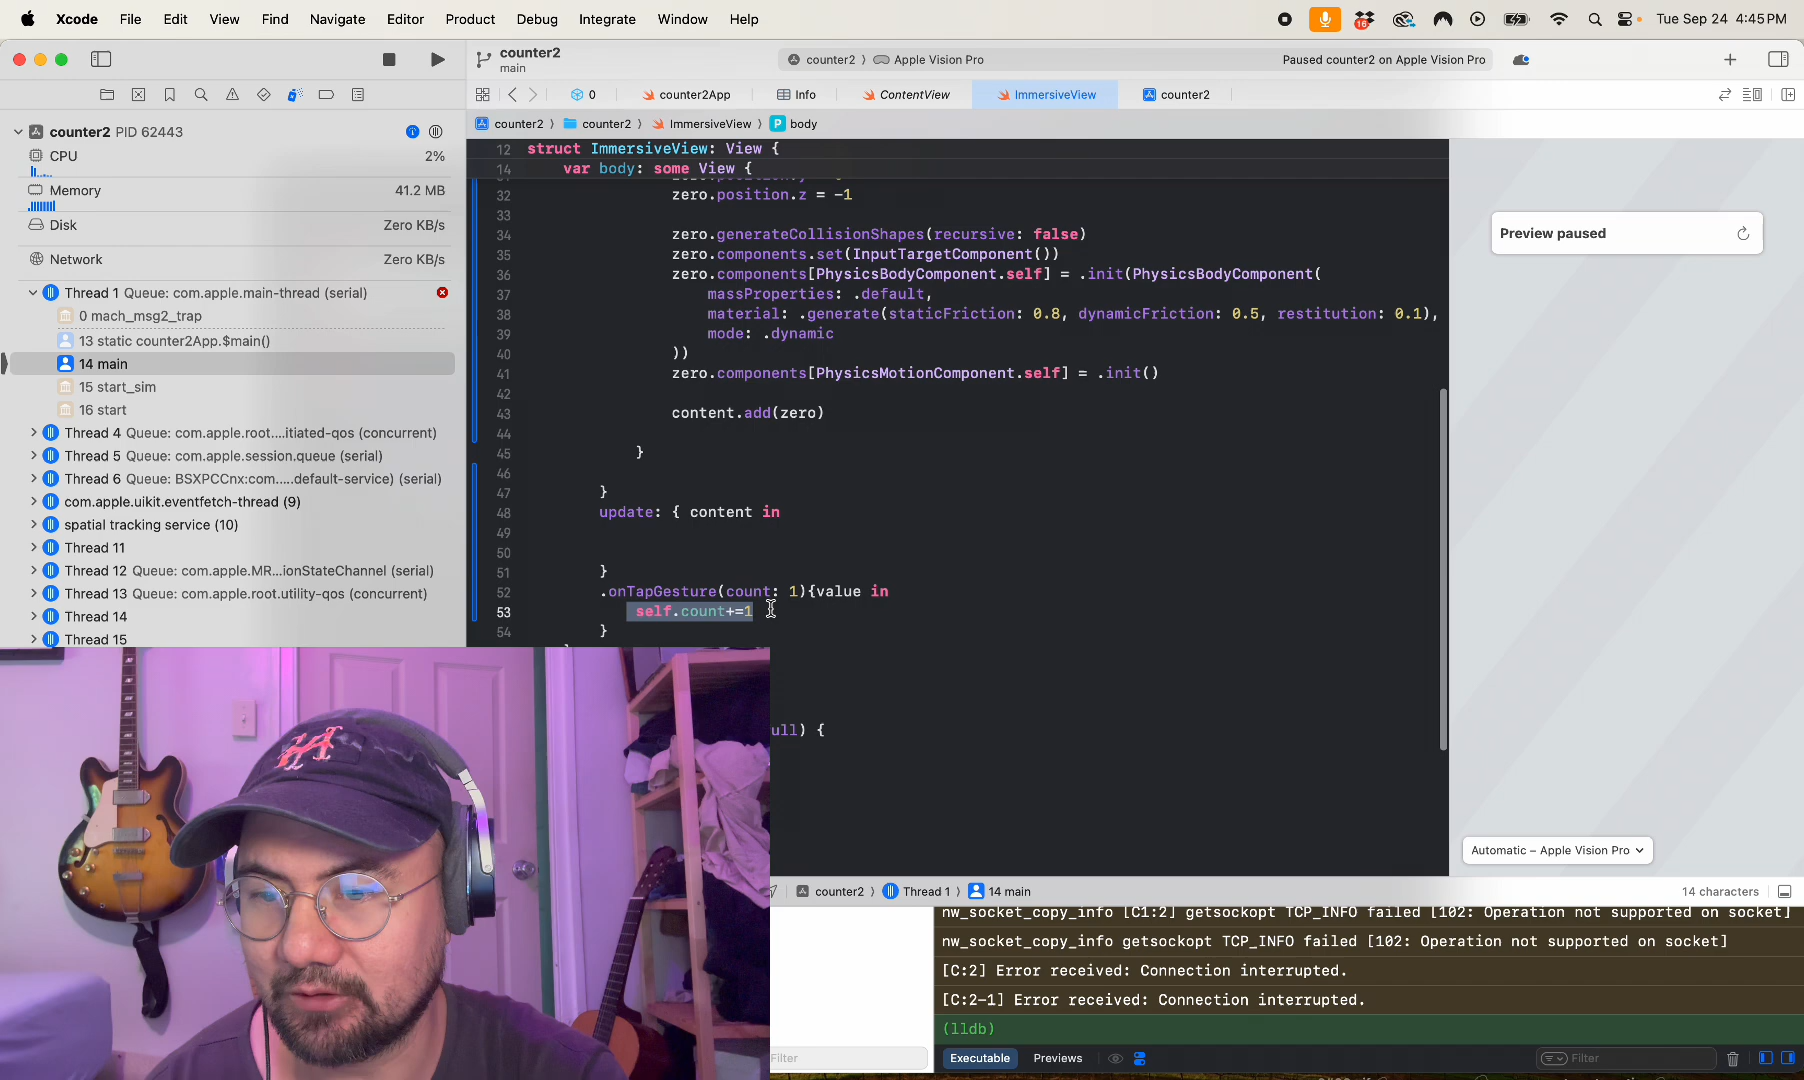 Xcode File Edit View Find Navigate Editor Product Debug Integrate Window Help
16
Tue Sep 24 4:45 PM
counter2
main
counter2 Apple Vision Pro
Paused counter2 on Apple Vision Pro
0 counter2App Info ContentView ImmersiveView counter2
counter2 counter2 ImmersiveView P body
counter2 PID 62443
CPU 2%
Memory 41.2 MB
Disk Zero KB/s
Network Zero KB/s
Thread 1 Queue: com.apple.main-thread (serial)
0 mach_msg2_trap
13 static counter2App.$main()
14 main
15 start_sim
16 start
Thread 4 Queue: com.apple.root....itiated-qos (concurrent)
Thread 5 Queue: com.apple.session.queue (serial)
Thread 6 Queue: BSXPCCnx:com.....default-service) (serial)
com.apple.uikit.eventfetch-thread (9)
spatial tracking service (10)
Thread 11
Thread 12 Queue: com.apple.MR...ionStateChannel (serial)
Thread 13 Queue: com.apple.root.utility-qos (concurrent)
Thread 14
Thread 15
12 struct ImmersiveView: View {
14 var body: some View {
32 zero.position.z = -1
33
34 zero.generateCollisionShapes(recursive: false)
35 zero.components.set(InputTargetComponent())
36 zero.components[PhysicsBodyComponent.self] = .init(PhysicsBodyComponent(
37 massProperties: .default,
38 material: .generate(staticFriction: 0.8, dynamicFriction: 0.5, restitution: 0.1),
39 mode: .dynamic
40 ))
41 zero.components[PhysicsMotionComponent.self] = .init()
42
43 content.add(zero)
44
45 }
46
47 }
48 update: { content in
49
50
51 }
52 .onTapGesture(count: 1){value in
53 self.count+=1
54 }
ull) {
Preview paused
Automatic – Apple Vision Pro
counter2 Thread 1 14 main
14 characters
nw_socket_copy_info [C1:2] getsockopt TCP_INFO failed [102: Operation not supported on socket]
nw_socket_copy_info getsockopt TCP_INFO failed [102: Operation not supported on socket]
[C:2] Error received: Connection interrupted.
[C:2-1] Error received: Connection interrupted.
(lldb)
Filter
Executable Previews
Filter